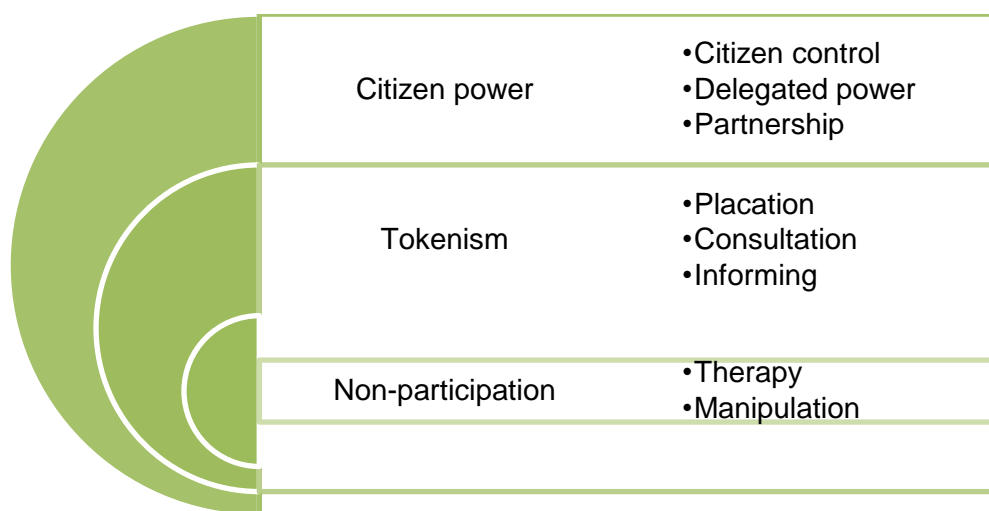 Citizen power
•Citizen control
•Delegated power
•Partnership
Tokenism
•Placation
•Consultation
•Informing
Non-participation
•Therapy
•Manipulation